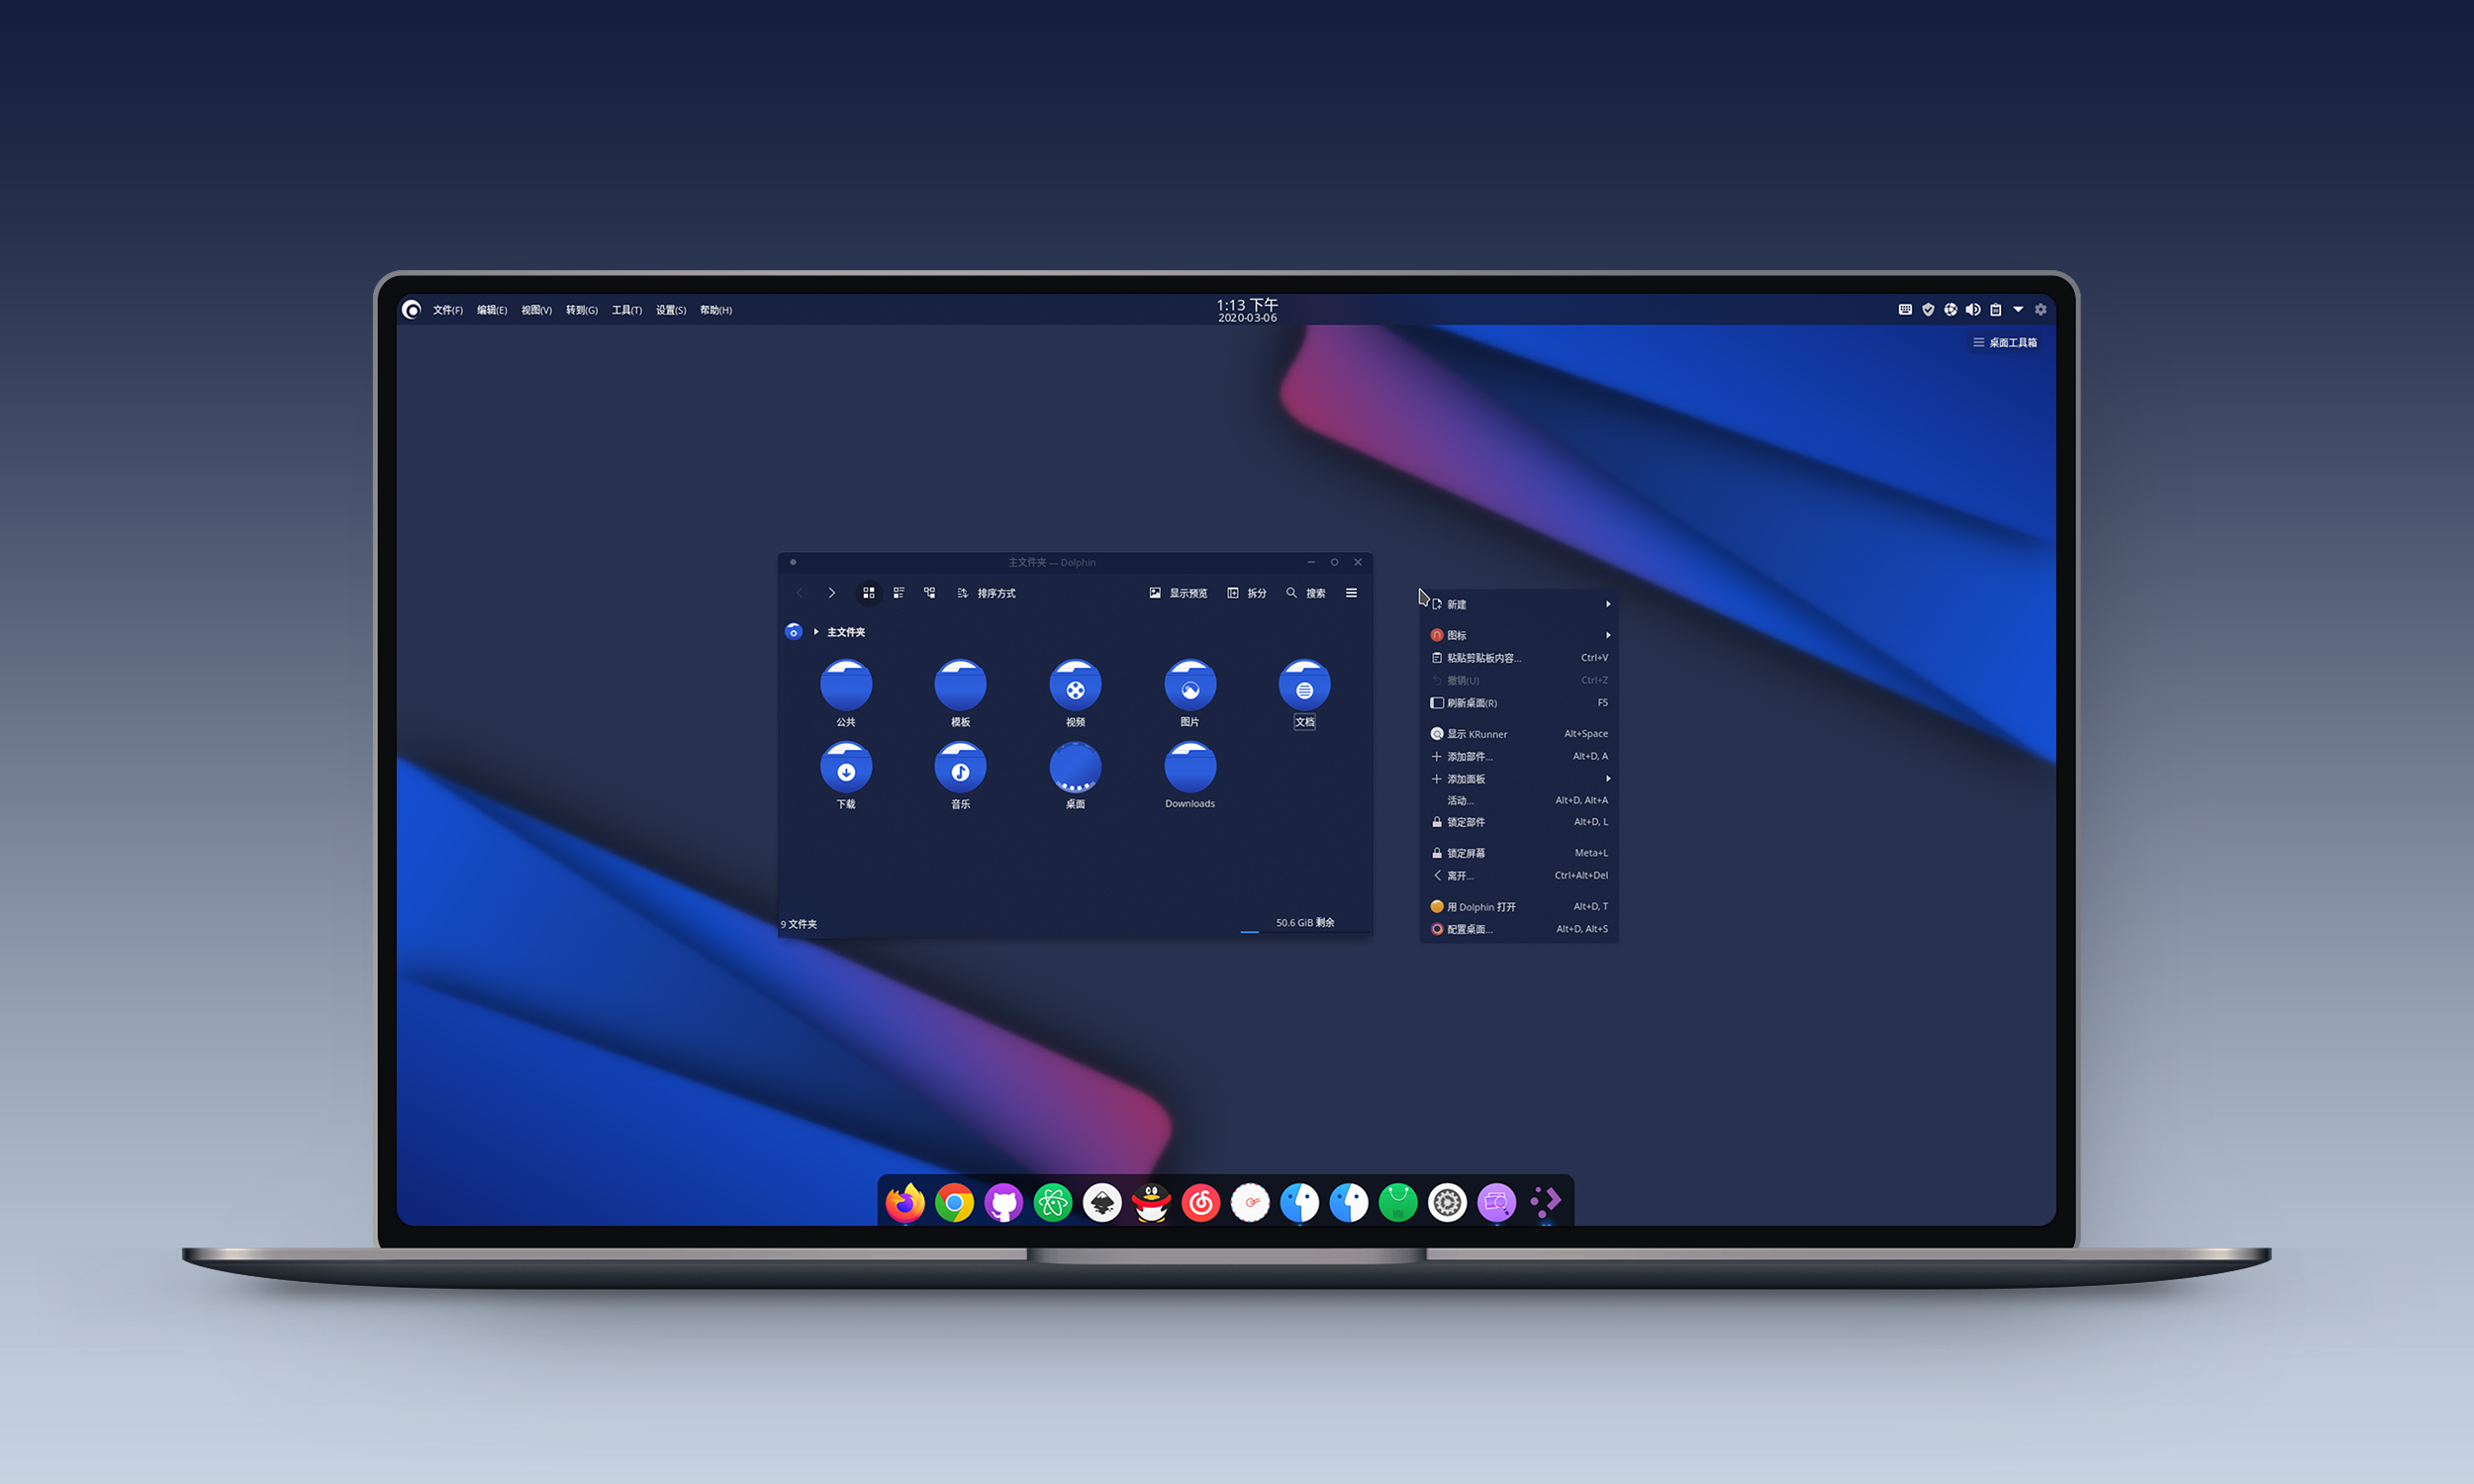 文件(F) 编辑(E) 视图(V) 转到(G) 工具(T) 设置(S) 帮助(H)
1:13 下午
2020-03-06
桌面工具箱
主文件夹 — Dolphin
排序方式 显示预览 拆分 搜索
主文件夹
公共 模板 视频 图片 文档
下载 音乐 桌面 Downloads
9 文件夹 50.6 GiB 剩余
新建
图标
粘贴剪贴板内容... Ctrl+V
撤销(U) Ctrl+Z
刷新桌面(R) F5
显示 KRunner Alt+Space
添加部件... Alt+D, A
添加面板
活动... Alt+D, Alt+A
锁定部件 Alt+D, L
锁定屏幕 Meta+L
离开... Ctrl+Alt+Del
用 Dolphin 打开 Alt+D, T
配置桌面... Alt+D, Alt+S